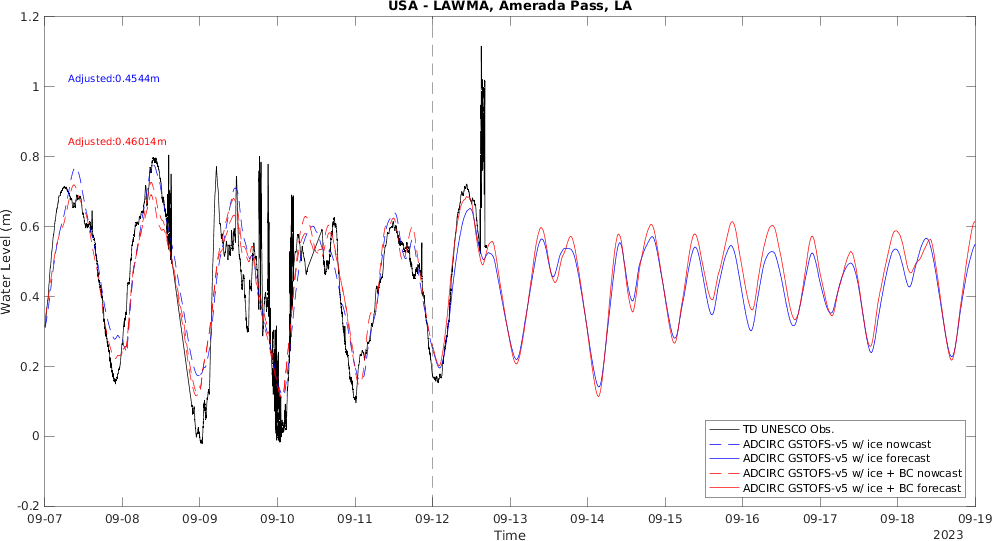 USA - LAWMA, Amerada Pass, LA
1.2
1
0.8
0.6
0.4
0.2
0
-0.2
Water Level (m)
Adjusted:0.4544m
Adjusted:0.46014m
TD UNESCO Obs.
ADCIRC GSTOFS-v5 w/ ice nowcast
ADCIRC GSTOFS-v5 w/ ice forecast
ADCIRC GSTOFS-v5 w/ ice + BC nowcast
ADCIRC GSTOFS-v5 w/ ice + BC forecast
09-07 09-08 09-09 09-10 09-11 09-12 09-13 09-14 09-15 09-16 09-17 09-18 09-19
Time
2023